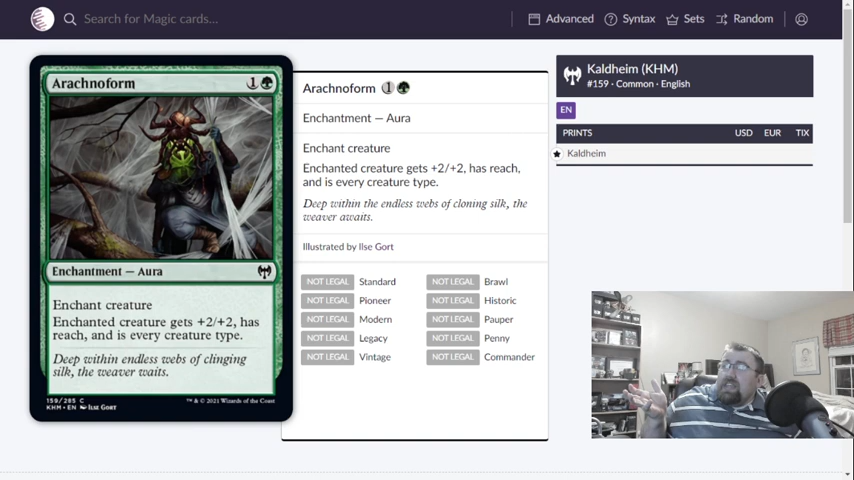 Search for Magic cards...
Advanced
Syntax
Sets
Random
Arachnoform 1
Enchantment — Aura
Enchant creature
Enchanted creature gets +2/+2, has
reach, and is every creature type.
Deep within endless webs of clinging
silk, the weaver waits.
159/285 C
KHM • EN Ilse Gort
™ & © 2021 Wizards of the Coast
Arachnoform 1
Enchantment — Aura
Enchant creature
Enchanted creature gets +2/+2, has reach,
and is every creature type.
Deep within the endless webs of cloning silk, the
weaver awaits.
Illustrated by Ilse Gort
NOT LEGAL Standard NOT LEGAL Brawl
NOT LEGAL Pioneer NOT LEGAL Historic
NOT LEGAL Modern NOT LEGAL Pauper
NOT LEGAL Legacy NOT LEGAL Penny
NOT LEGAL Vintage NOT LEGAL Commander
Kaldheim (KHM)
#159 · Common · English
EN
PRINTS USD EUR TIX
Kaldheim